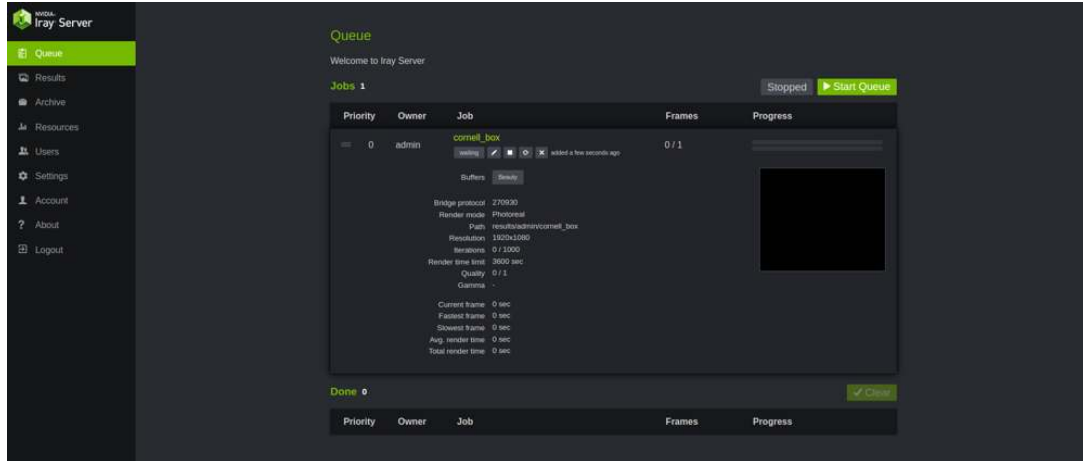 NVIDIA.
Iray Server
Queue
Results
Archive
Resources
Users
Settings
Account
About
Logout
Queue
Welcome to Iray Server
Jobs 1
Stopped Start Queue
Priority Owner Job Frames Progress
0 admin cornell_box 0 / 1
waiting added a few seconds ago
Buffers Beauty
Bridge protocol 270930
Render mode Photoreal
Path results/admin/cornell_box
Resolution 1920x1080
Iterations 0 / 1000
Render time limit 3600 sec
Quality 0 / 1
Gamma -
Current frame 0 sec
Fastest frame 0 sec
Slowest frame 0 sec
Avg. render time 0 sec
Total render time 0 sec
Done 0
Clear
Priority Owner Job Frames Progress